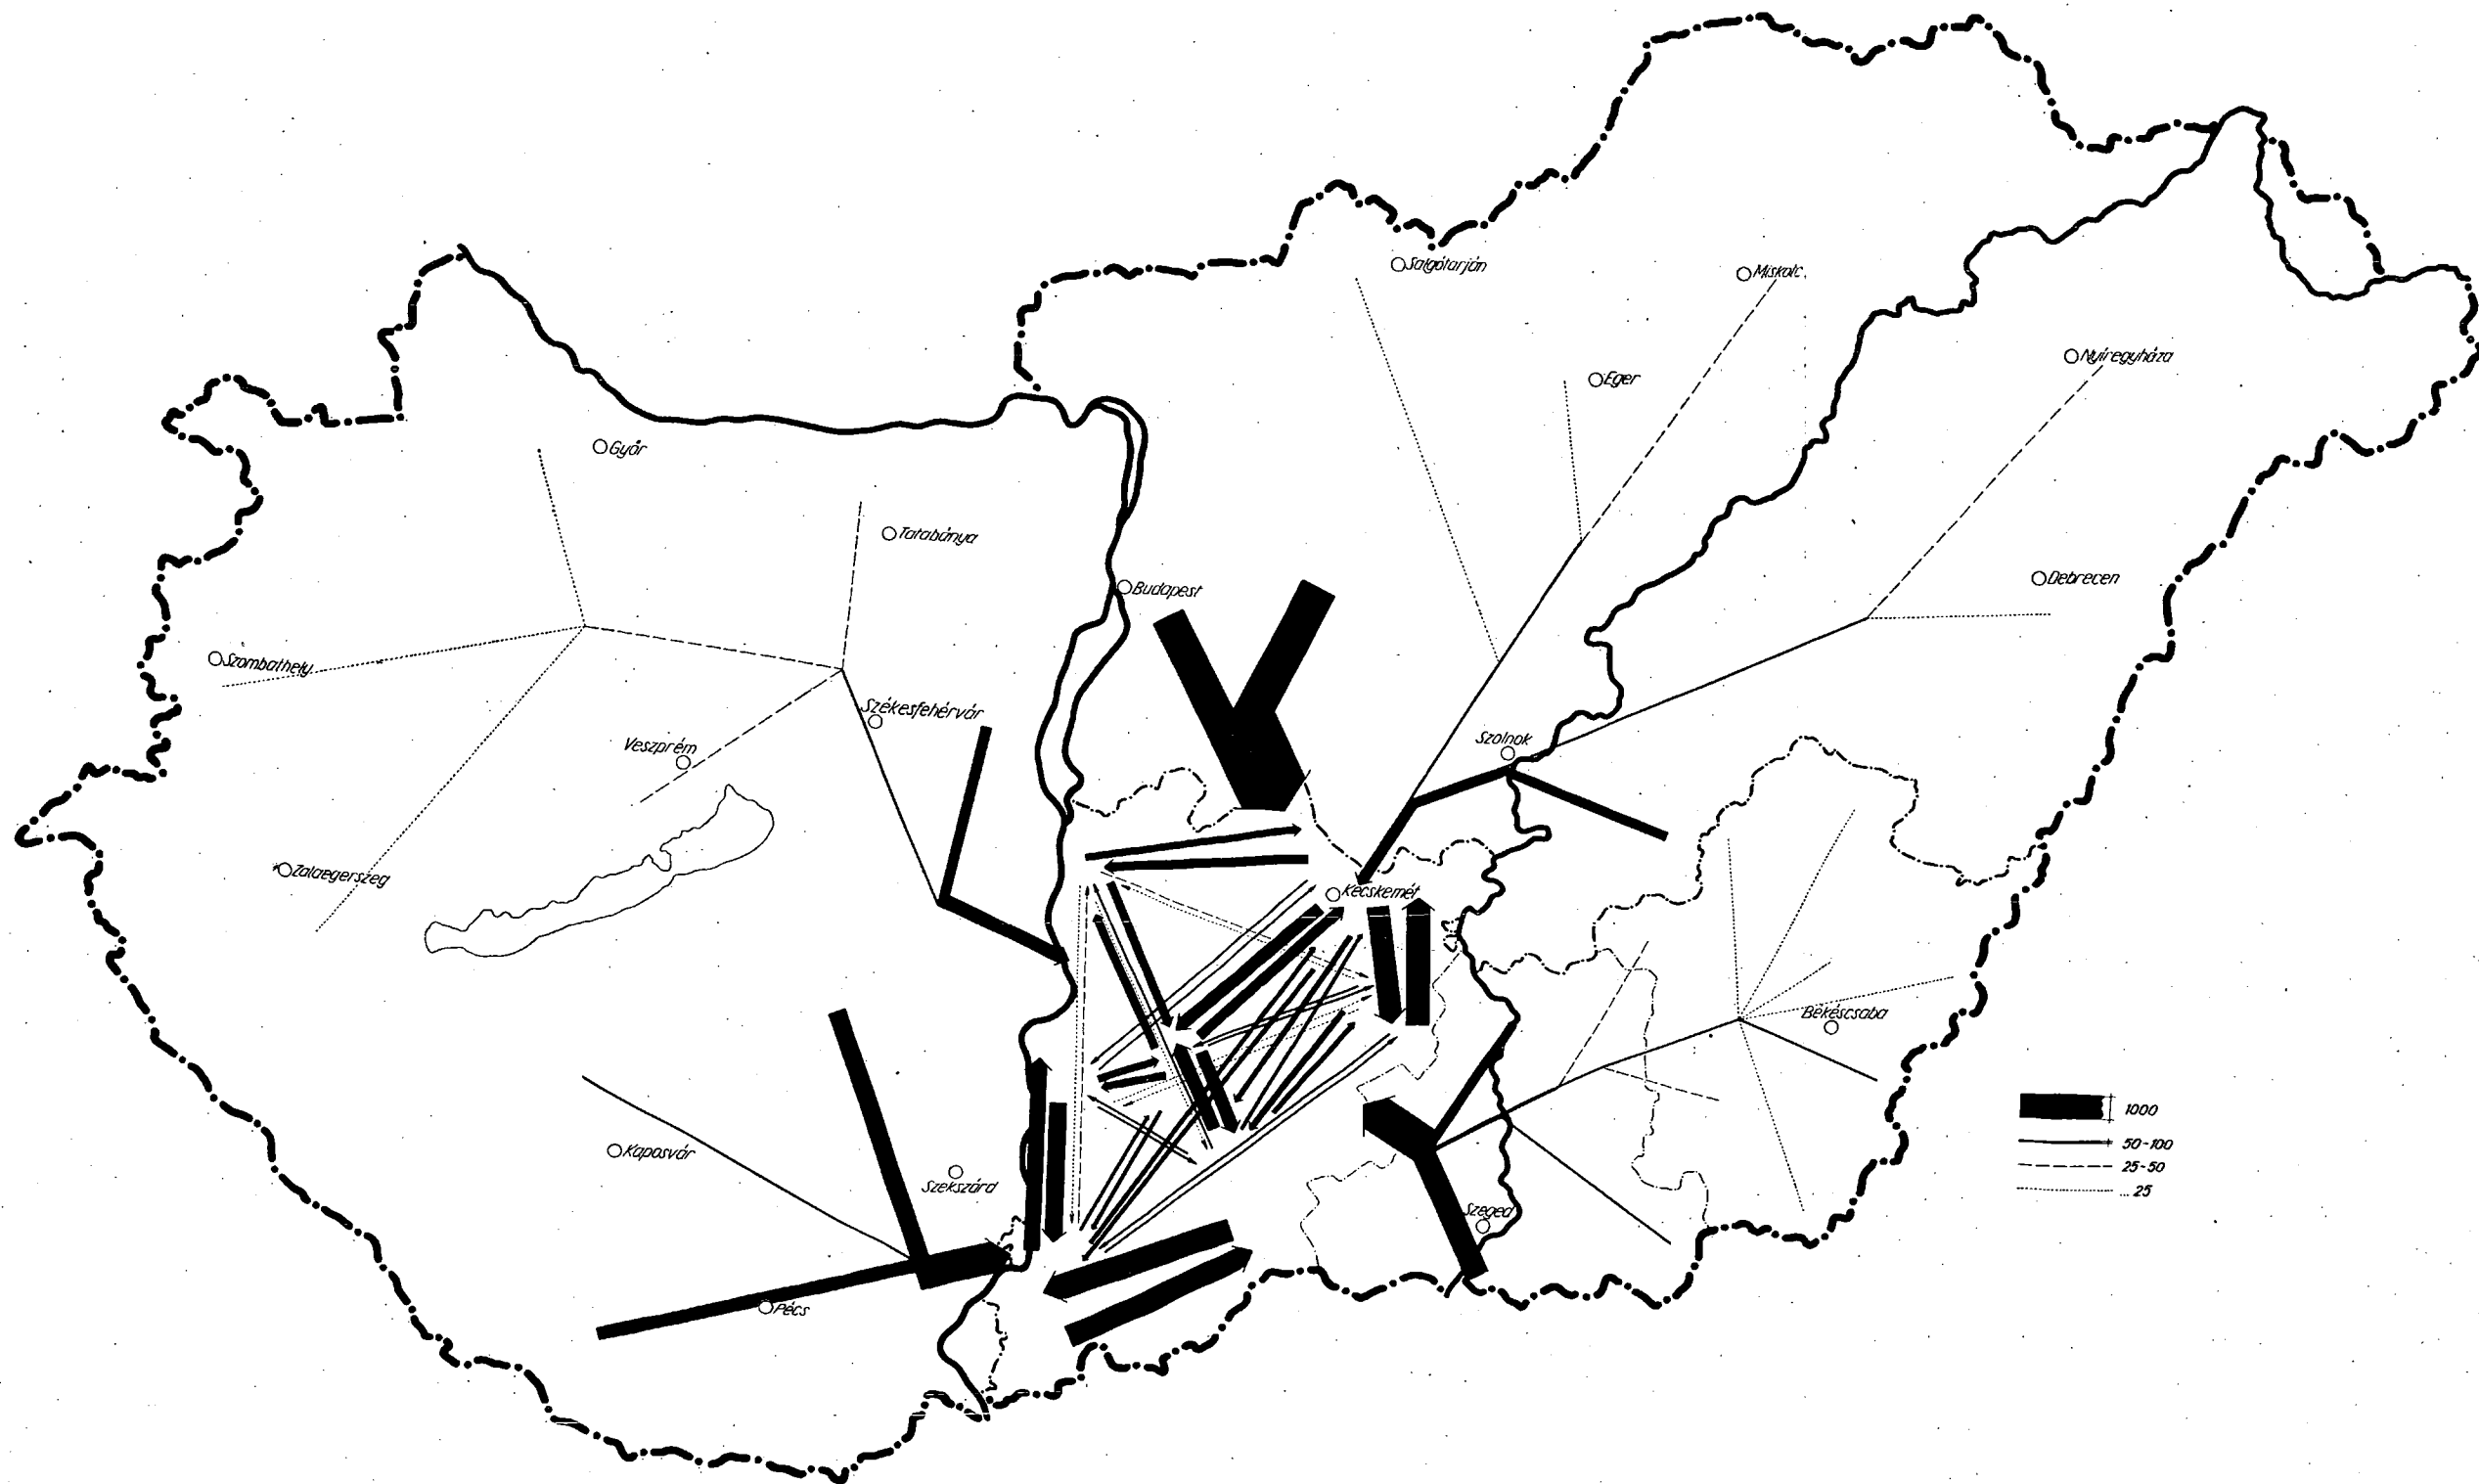 Salgótarján
Miskolc
Nyíregyháza
Eger
Győr
Tatabánya
Budapest
Debrecen
Szombathely
Székesfehérvár
Veszprém
Szolnok
Zalaegerszeg
Kecskemét
Békéscsaba
Kaposvár
Szekszárd
Szeged
Pécs
1000
50-100
25-50
...25